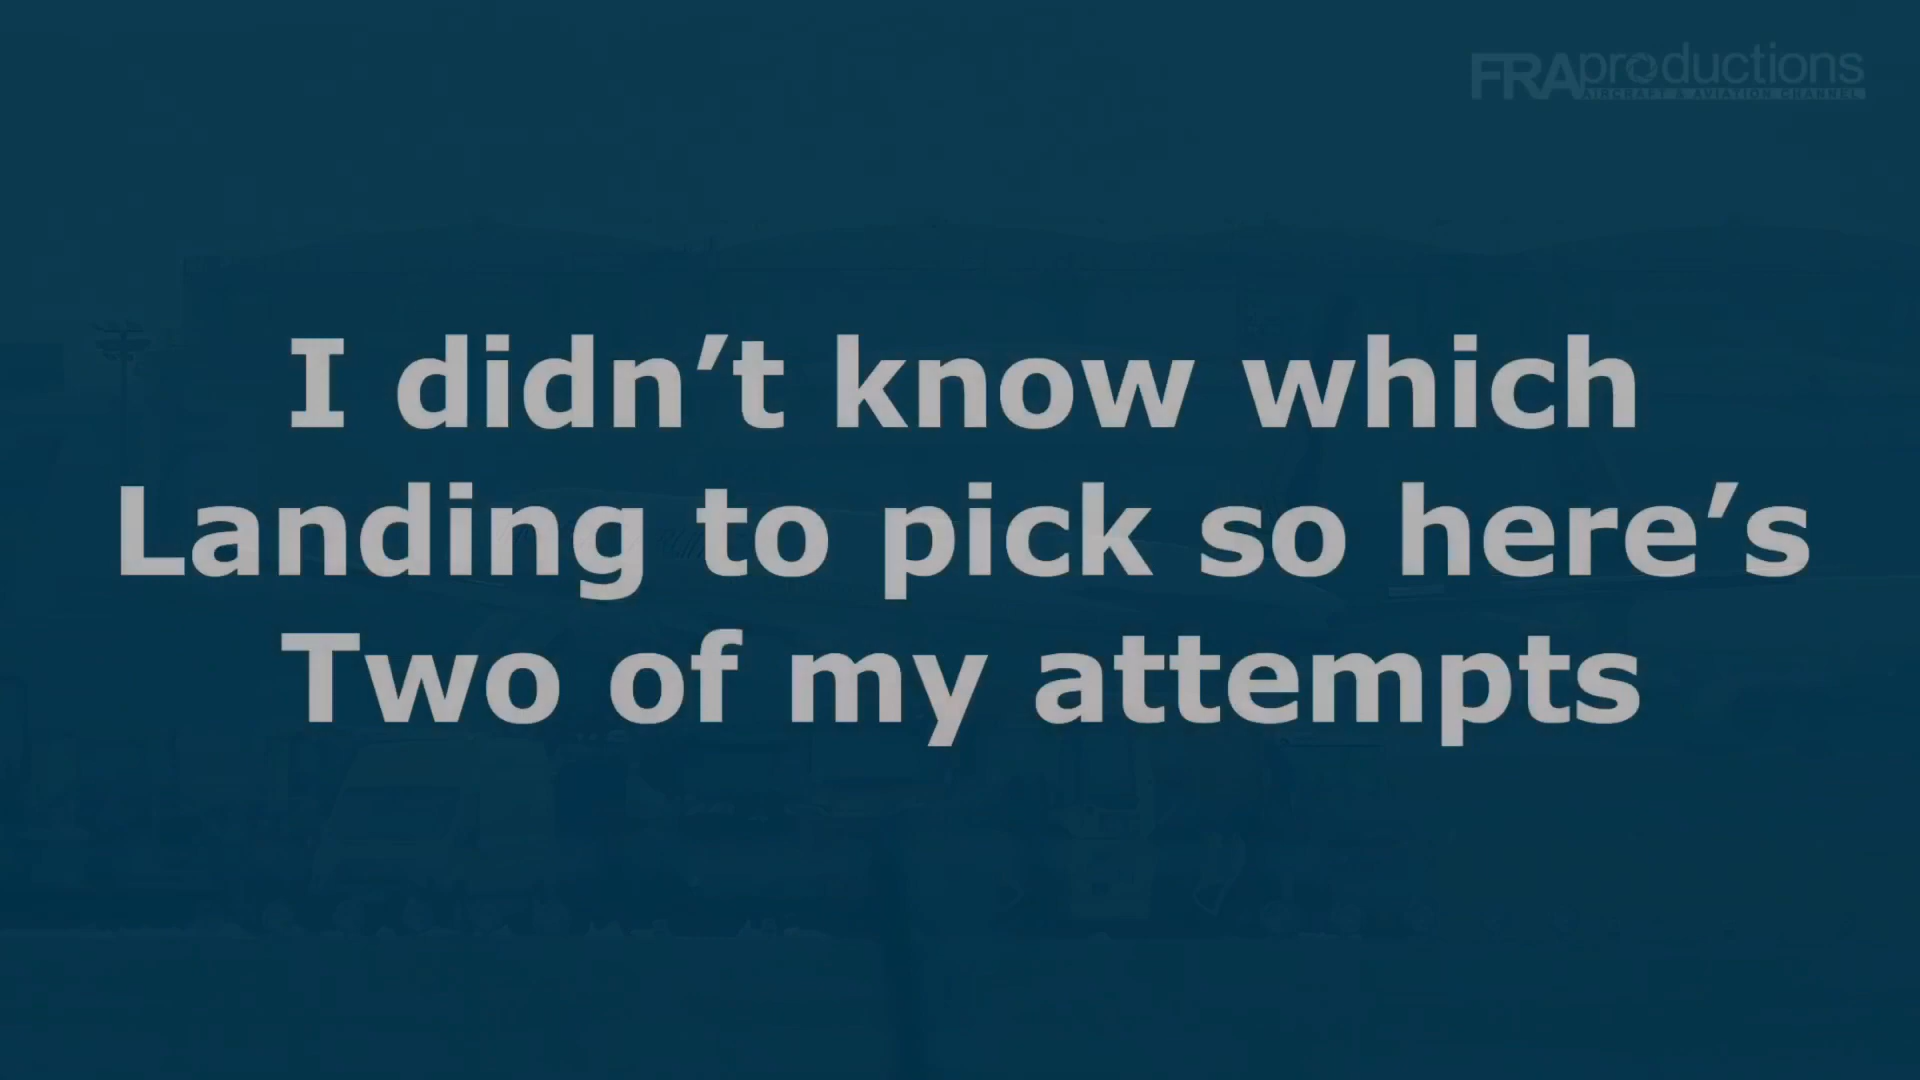 FRAproductions
AIRCRAFT & AVIATION CHANNEL
I didn’t know which
Landing to pick so here’s
Two of my attempts